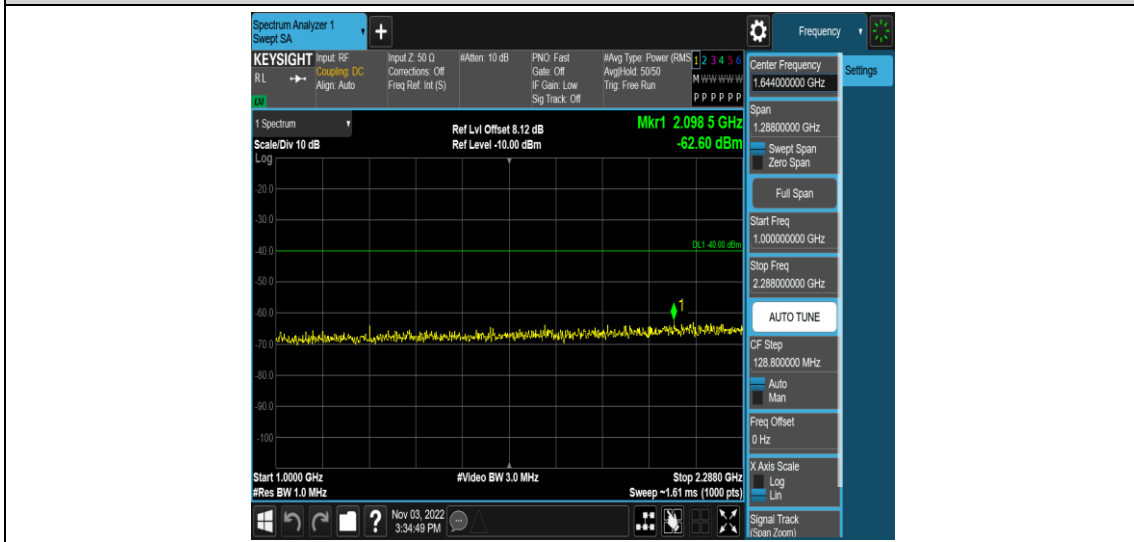 Spectrum Analyzer 1
Swept SA
+
Frequency
KEYSIGHT
RL
Input: RF
Coupling: DC
Align: Auto
Input Z: 50 Ω
Corrections: Off
Freq Ref: Int (S)
#Atten: 10 dB
PNO: Fast
Gate: Off
IF Gain: Low
Sig Track: Off
#Avg Type: Power (RMS
Avg|Hold: 50/50
Trig: Free Run
1 2 3 4 5 6
M W W W W W
P P P P P P
1 Spectrum
Scale/Div 10 dB
Ref Lvl Offset 8.12 dB
Ref Level -10.00 dBm
Mkr1 2.098 5 GHz
-62.60 dBm
Log
-20.0
-30.0
-40.0
DL1 -40.00 dBm
-50.0
-60.0
1
-70.0
-80.0
-90.0
-100
Start 1.0000 GHz
#Res BW 1.0 MHz
#Video BW 3.0 MHz
Stop 2.2880 GHz
Sweep ~1.61 ms (1000 pts)
Nov 03, 2022
3:34:49 PM
Center Frequency
1.644000000 GHz
Settings
Span
1.28800000 GHz
Swept Span
Zero Span
Full Span
Start Freq
1.000000000 GHz
Stop Freq
2.288000000 GHz
AUTO TUNE
CF Step
128.800000 MHz
Auto
Man
Freq Offset
0 Hz
X Axis Scale
Log
Lin
Signal Track
(Span Zoom)